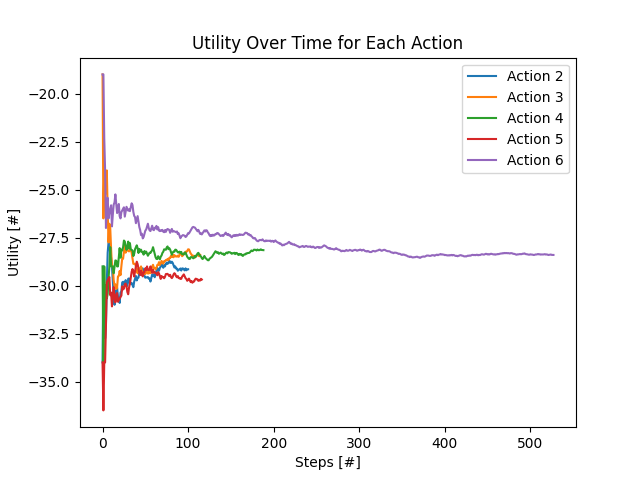 Utility Over Time for Each Action
Action 2
Action 3
Action 4
Action 5
Action 6
Utility [#]
−20.0
−22.5
−25.0
−27.5
−30.0
−32.5
−35.0
0 100 200 300 400 500
Steps [#]